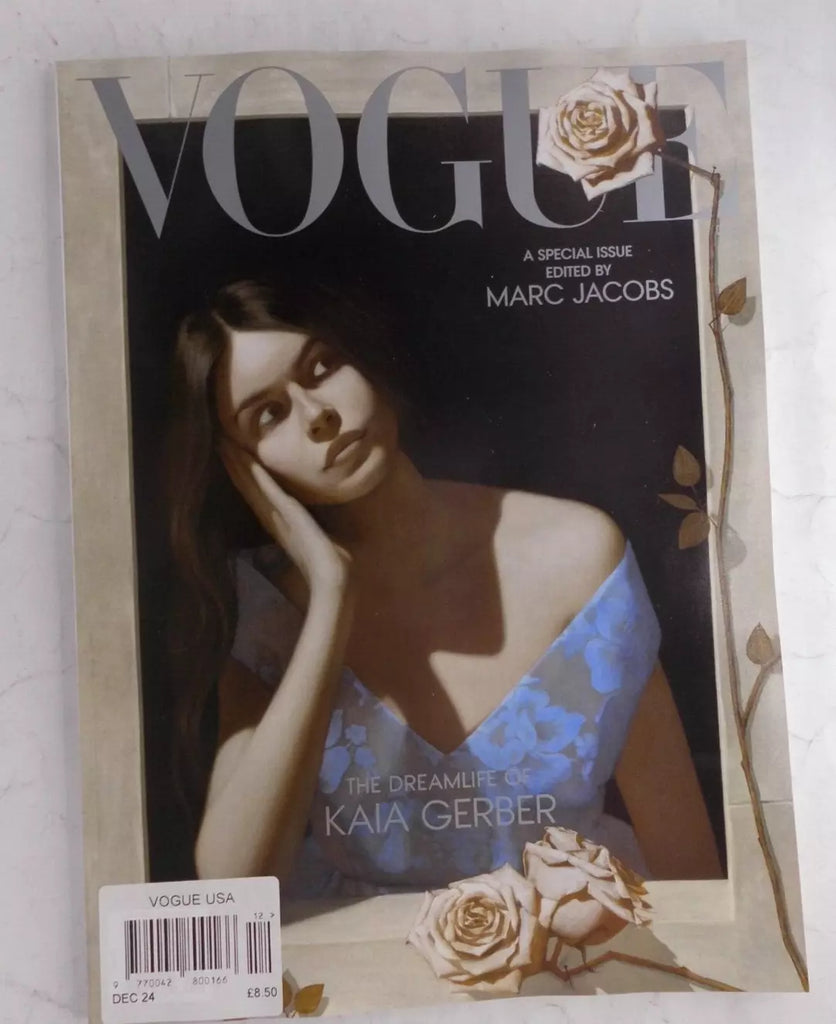 VOGUE
A SPECIAL ISSUE
EDITED BY
MARC JACOBS
THE DREAMLIFE OF
KAIA GERBER
VOGUE USA
12 >
9 770042 800166
DEC 24 £8.50